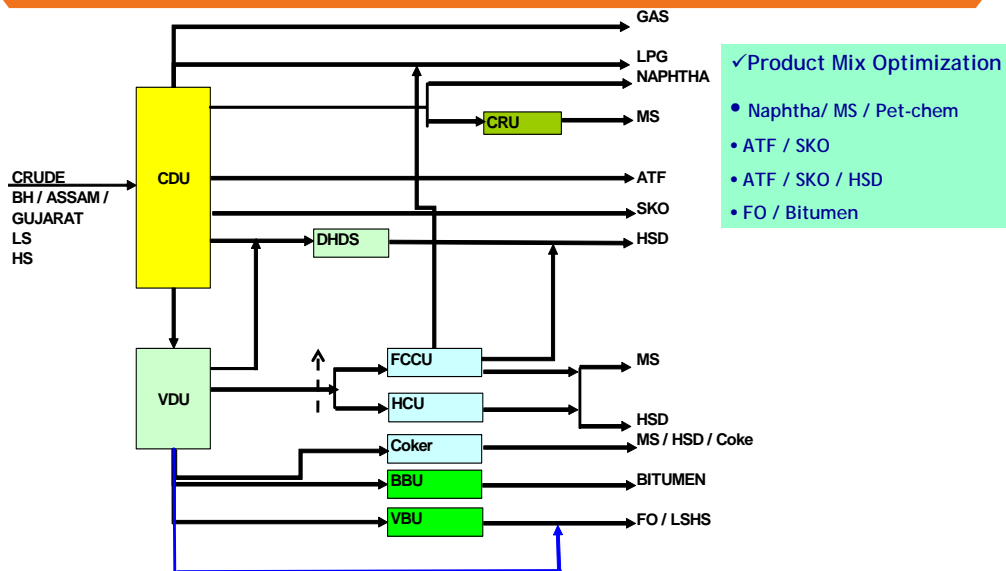 GAS
LPG
NAPHTHA
CRU
MS
CDU
CRUDE
BH / ASSAM /
GUJARAT
LS
HS
ATF
SKO
DHDS
HSD
VDU
FCCU
MS
HCU
HSD
Coker
MS / HSD / Coke
BBU
BITUMEN
VBU
FO / LSHS
✓Product Mix Optimization
• Naphtha/ MS / Pet-chem
• ATF / SKO
• ATF / SKO / HSD
• FO / Bitumen